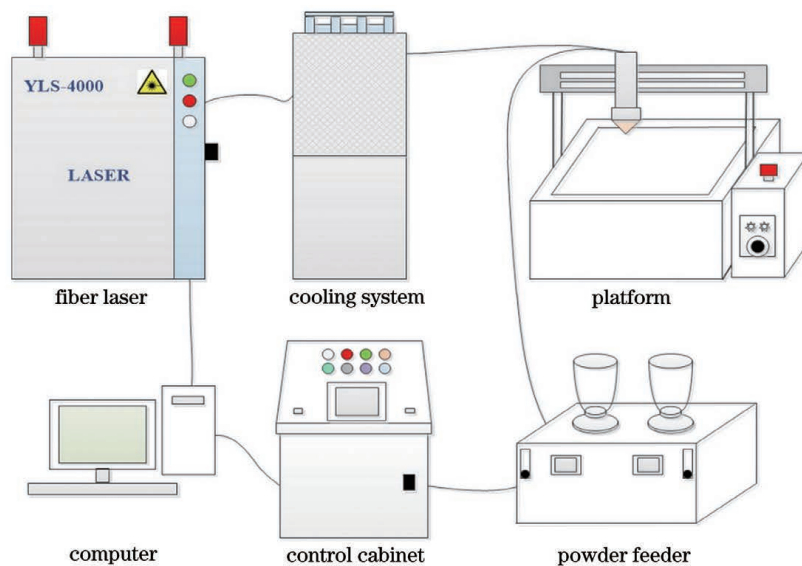 YLS-4000
LASER
fiber laser
cooling system
platform
computer
control cabinet
powder feeder